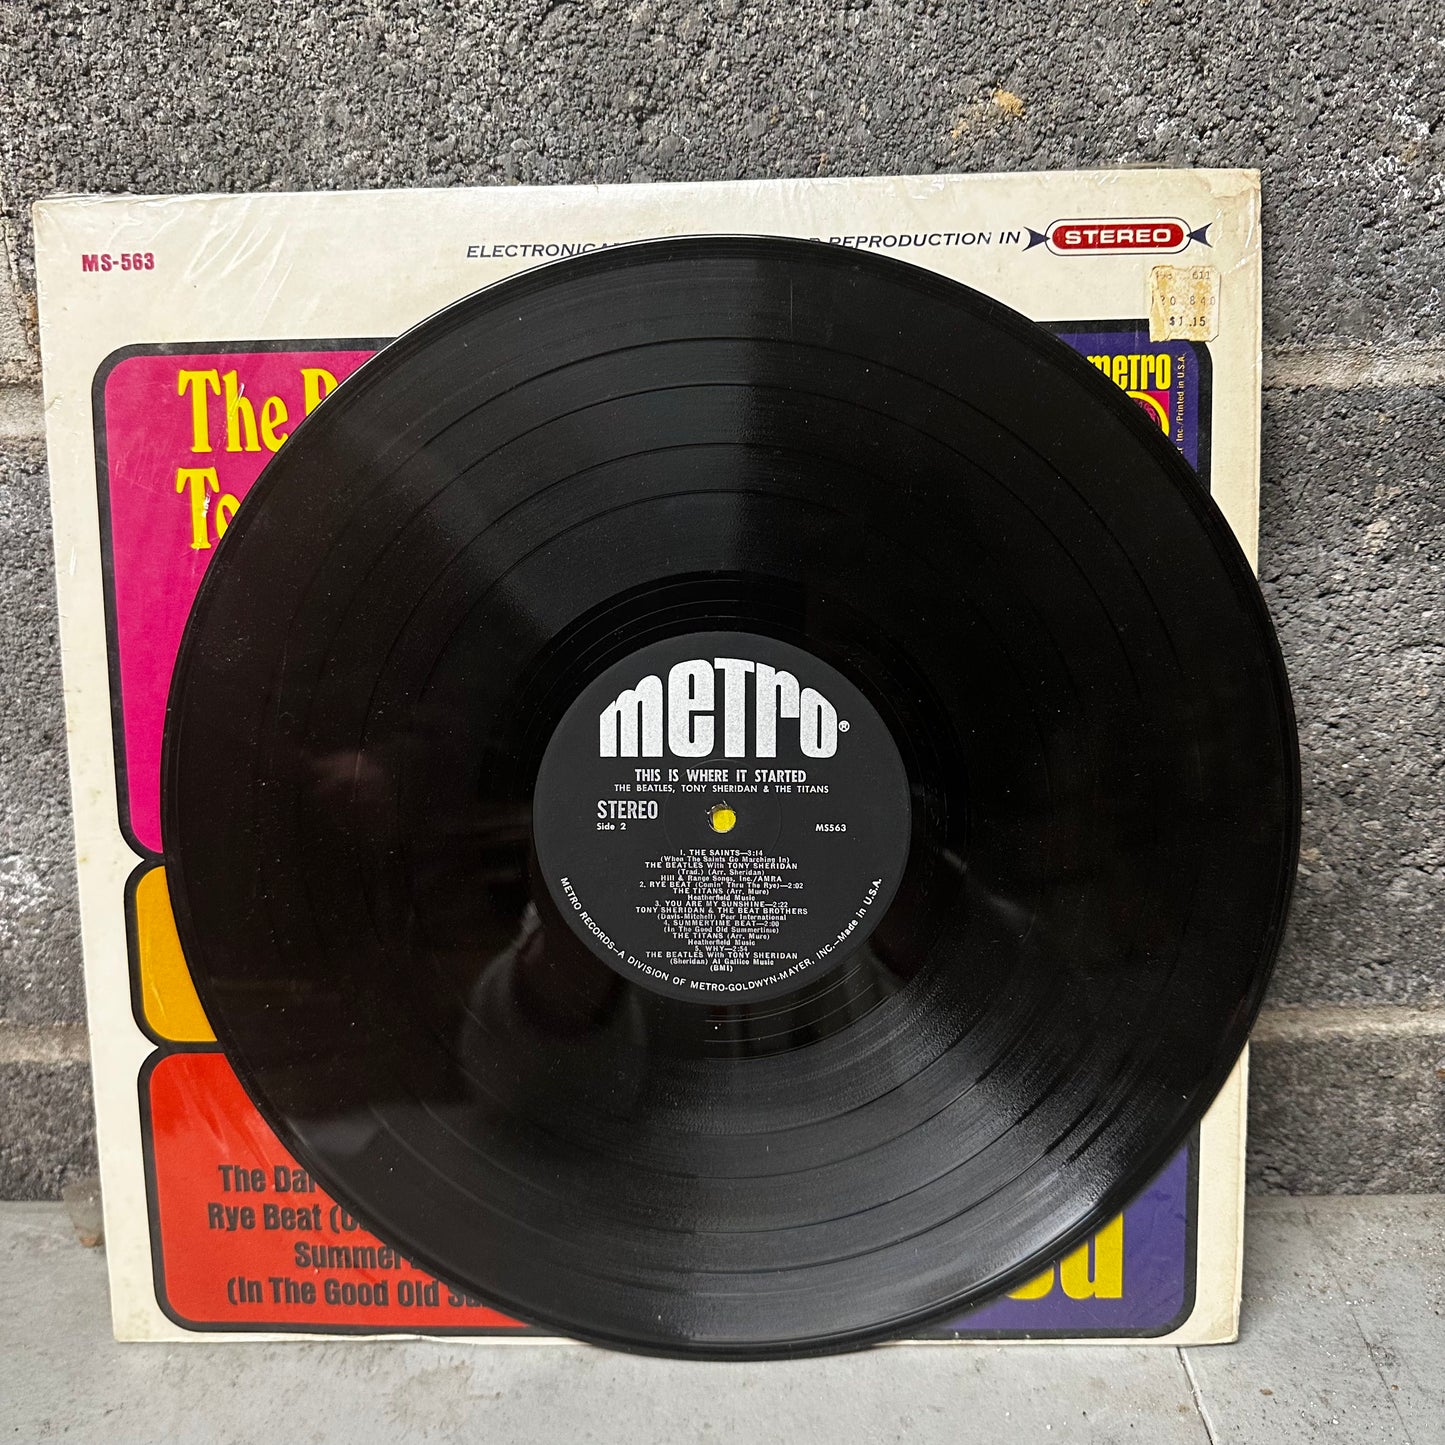 MS-563
REPRODUCTION IN
STEREO
611
840
$1.15
metro
Inc./Printed in U.S.A.
The
metro®
THIS IS WHERE IT STARTED
THE BEATLES, TONY SHERIDAN & THE TITANS
STEREO
Side 2
MS563
1. THE SAINTS—3:14
(When The Saints Go Marching In)
THE BEATLES With TONY SHERIDAN
(Trad.) (Arr. Sheridan)
Hill & Range Songs, Inc./AMRA
2. RYE BEAT (Comin' Thru The Rye)—2:02
THE TITANS (Arr. Mure)
Heatherfield Music
3. YOU ARE MY SUNSHINE—2:22
TONY SHERIDAN & THE BEAT BROTHERS
(Davis-Mitchell) Peer International
4. SUMMERTIME BEAT—2:00
(In The Good Old Summertime)
THE TITANS (Arr. Mure)
Heatherfield Music
5. WHY—2:54
THE BEATLES With TONY SHERIDAN
(Sheridan) Al Gallico Music
(BMI)
METRO RECORDS—A DIVISION OF METRO-GOLDWYN-MAYER, INC.—Made in U.S.A.
The
Rye Beat
(In The Good Old